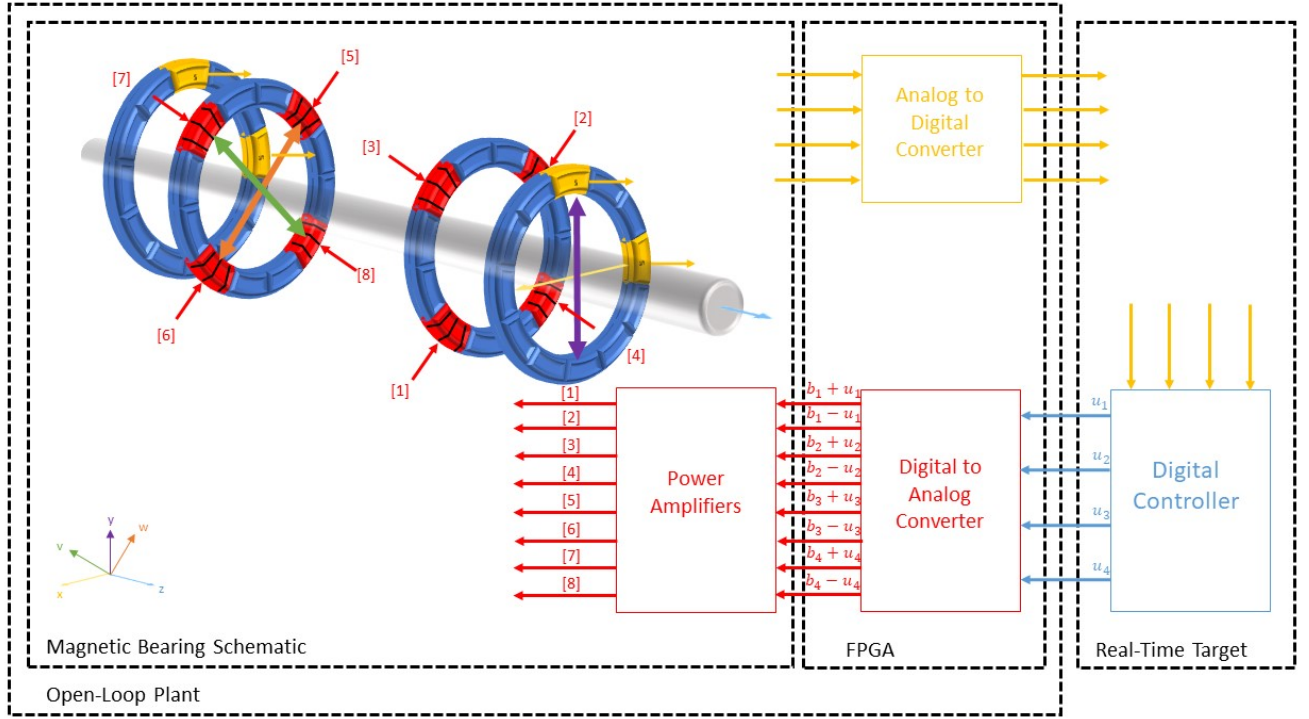 [5]
[7]
[2]
[3]
[8]
[6]
[4]
[1]
Analog to
Digital
Converter
[1]
[2]
[3]
[4]
[5]
[6]
[7]
[8]
Power
Amplifiers
b₁ + u₁
b₁ − u₁
b₂ + u₂
b₂ − u₂
b₃ + u₃
b₃ − u₃
b₄ + u₄
b₄ − u₄
Digital to
Analog
Converter
u₁
u₂
u₃
u₄
Digital
Controller
y
w
v
x
z
Magnetic Bearing Schematic
FPGA
Real-Time Target
Open-Loop Plant